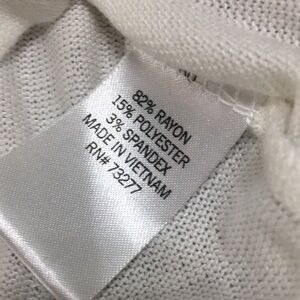 82% RAYON
15% POLYESTER
3% SPANDEX
MADE IN VIETNAM
RN# 73277